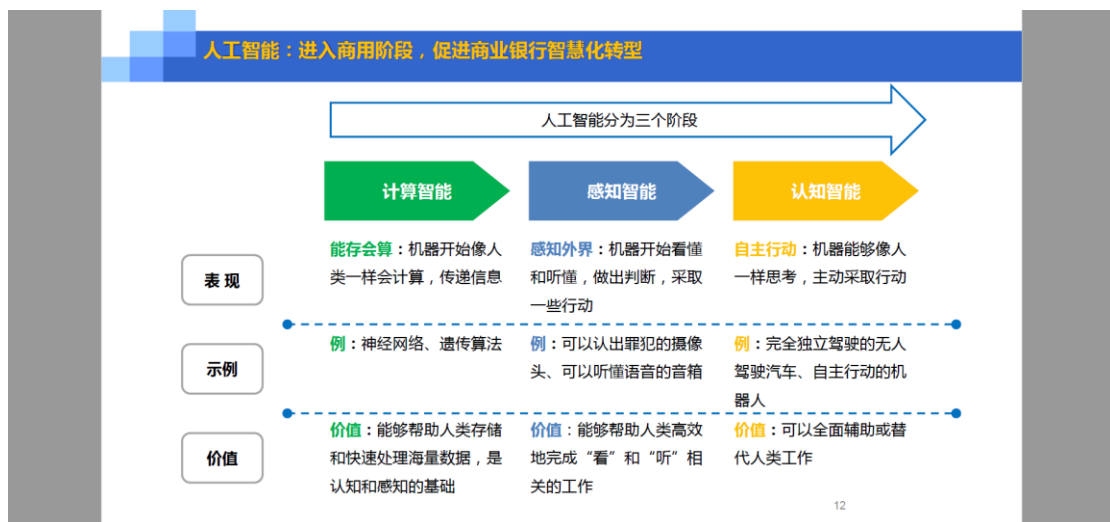 人工智能：进入商用阶段，促进商业银行智慧化转型
人工智能分为三个阶段
计算智能
感知智能
认知智能
表 现
能存会算：机器开始像人
类一样会计算，传递信息
感知外界：机器开始看懂
和听懂，做出判断，采取
一些行动
自主行动：机器能够像人
一样思考，主动采取行动
示例
例：神经网络、遗传算法
例：可以认出罪犯的摄像
头、可以听懂语音的音箱
例：完全独立驾驶的无人
驾驶汽车、自主行动的机
器人
价值
价值：能够帮助人类存储
和快速处理海量数据，是
认知和感知的基础
价值：能够帮助人类高效
地完成“看”和“听”相
关的工作
价值：可以全面辅助或替
代人类工作
12